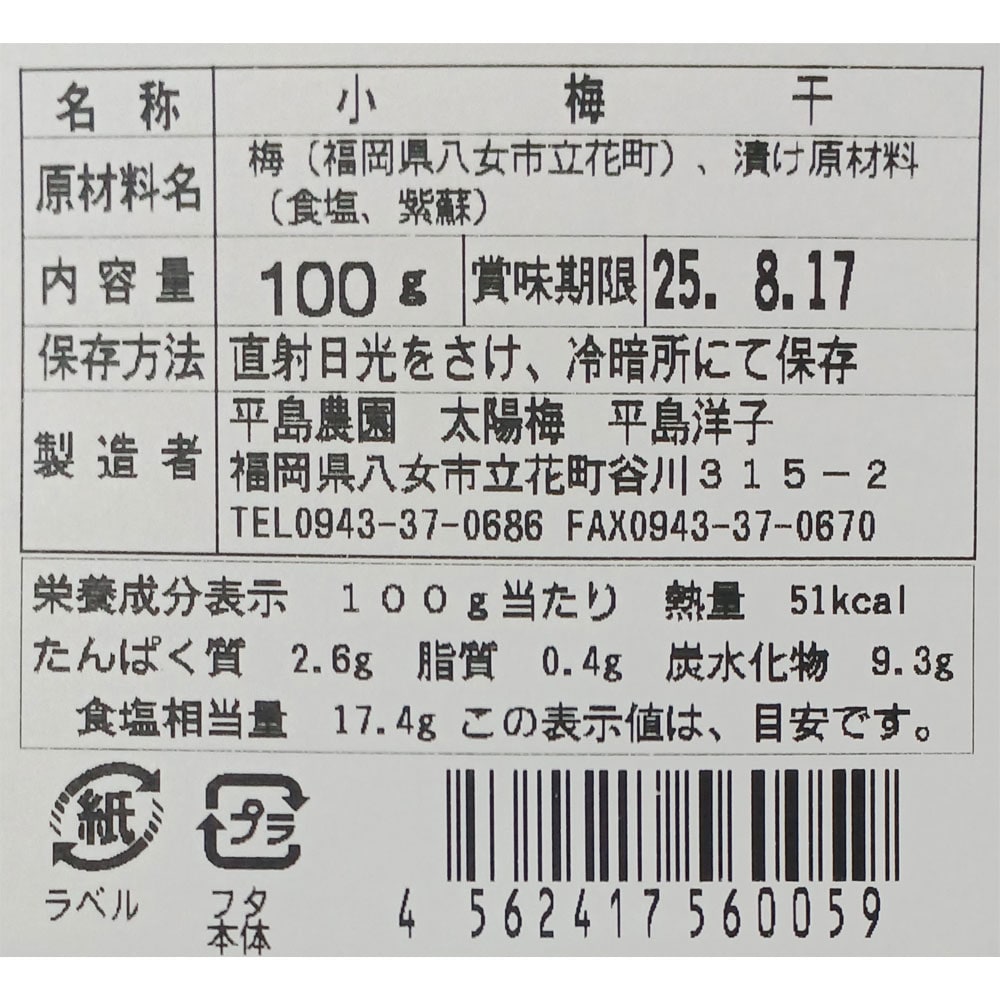 名称 小梅干
原材料名 梅（福岡県八女市立花町）、漬け原材料
（食塩、紫蘇）
内容量 100g 賞味期限 25. 8.17
保存方法 直射日光をさけ、冷暗所にて保存
製造者 平島農園 太陽梅 平島洋子
福岡県八女市立花町谷川３１５－２
TEL0943-37-0686 FAX0943-37-0670
栄養成分表示 １００g当たり 熱量 51kcal
たんぱく質 2.6g 脂質 0.4g 炭水化物 9.3g
食塩相当量 17.4g この表示値は、目安です。
紙
ラベル
プラ
フタ
本体
4 562417 560059